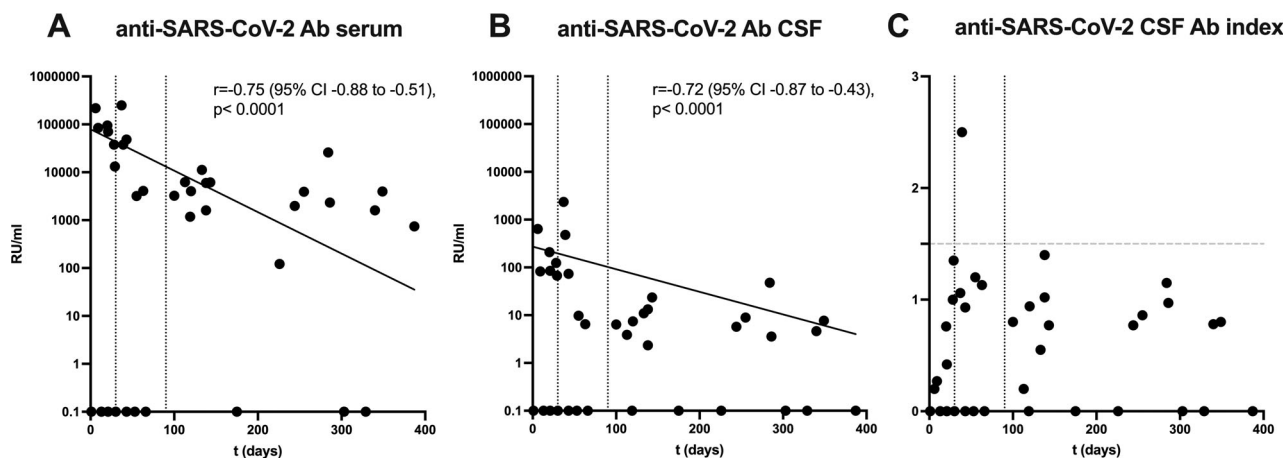 A anti-SARS-CoV-2 Ab serum
1000000
100000
10000
1000
100
10
1
0.1
RU/ml
r=-0.75 (95% CI -0.88 to -0.51),
p< 0.0001
0 100 200 300 400
t (days)
B anti-SARS-CoV-2 Ab CSF
1000000
100000
10000
1000
100
10
1
0.1
RU/ml
r=-0.72 (95% CI -0.87 to -0.43),
p< 0.0001
0 100 200 300 400
t (days)
C anti-SARS-CoV-2 CSF Ab index
3
2
1
0
0 100 200 300 400
t (days)